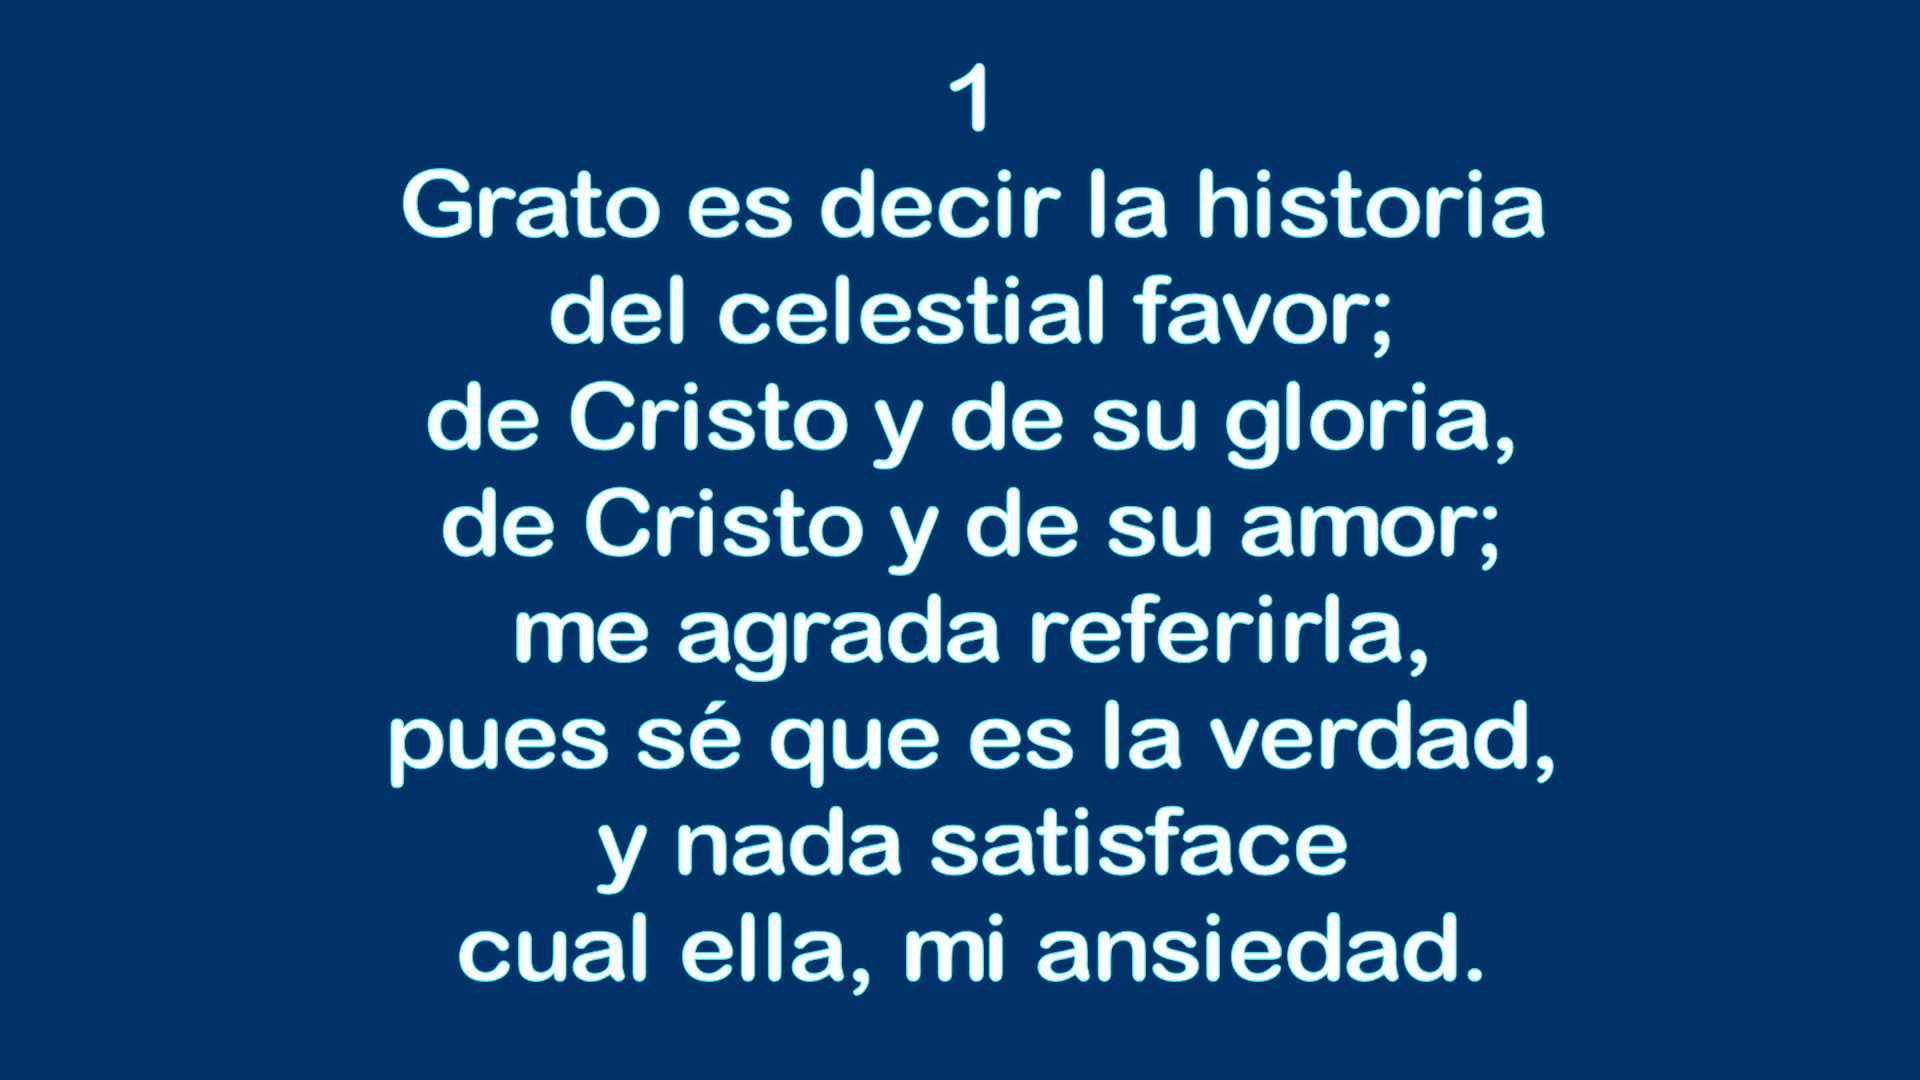 1
Grato es decir la historia
del celestial favor;
de Cristo y de su gloria,
de Cristo y de su amor;
me agrada referirla,
pues sé que es la verdad,
y nada satisface
cual ella, mi ansiedad.